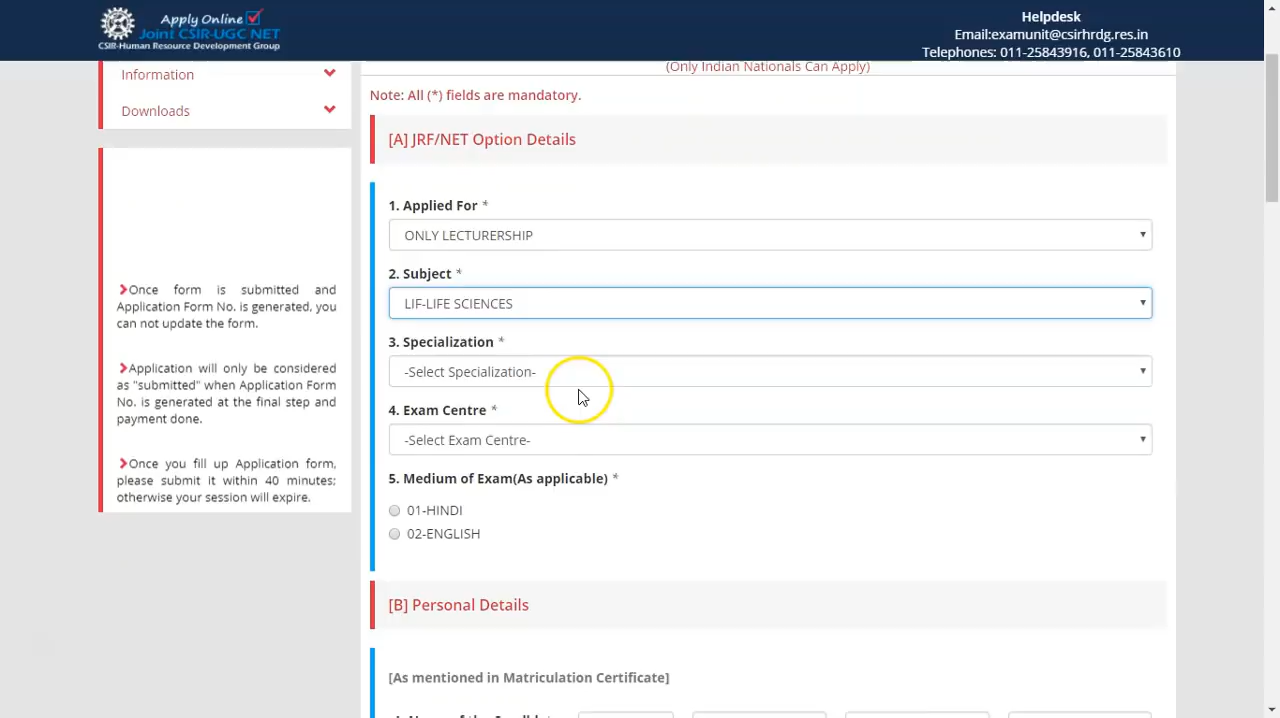 Apply Online
Joint CSIR-UGC NET
CSIR-Human Resource Development Group
Helpdesk
Email:examunit@csirhrdg.res.in
Telephones: 011-25843916, 011-25843610
Information
Downloads
Once form is submitted and
Application Form No. is generated, you
can not update the form.
Application will only be considered
as "submitted" when Application Form
No. is generated at the final step and
payment done.
Once you fill up Application form,
please submit it within 40 minutes;
otherwise your session will expire.
(Only Indian Nationals Can Apply)
Note: All (*) fields are mandatory.
[A] JRF/NET Option Details
1. Applied For *
ONLY LECTURERSHIP
2. Subject *
LIF-LIFE SCIENCES
3. Specialization *
-Select Specialization-
4. Exam Centre *
-Select Exam Centre-
5. Medium of Exam(As applicable) *
01-HINDI
02-ENGLISH
[B] Personal Details
[As mentioned in Matriculation Certificate]